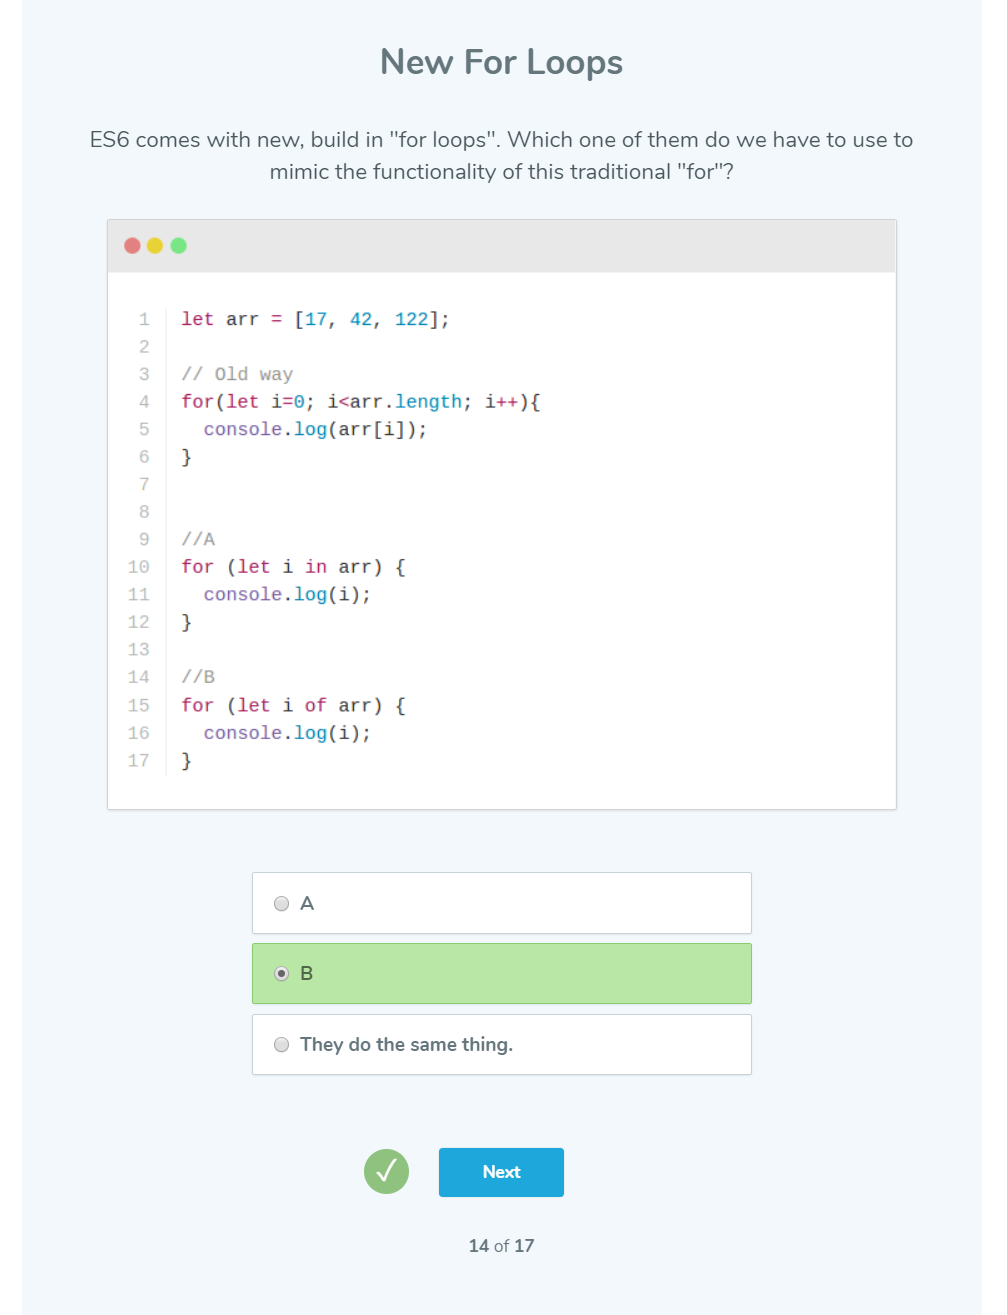 New For Loops
ES6 comes with new, build in "for loops". Which one of them do we have to use to
mimic the functionality of this traditional "for"?
1 let arr = [17, 42, 122];
2
3 // Old way
4 for(let i=0; i<arr.length; i++){
5   console.log(arr[i]);
6 }
7
8
9 //A
10 for (let i in arr) {
11   console.log(i);
12 }
13
14 //B
15 for (let i of arr) {
16   console.log(i);
17 }
A
B
They do the same thing.
Next
14 of 17